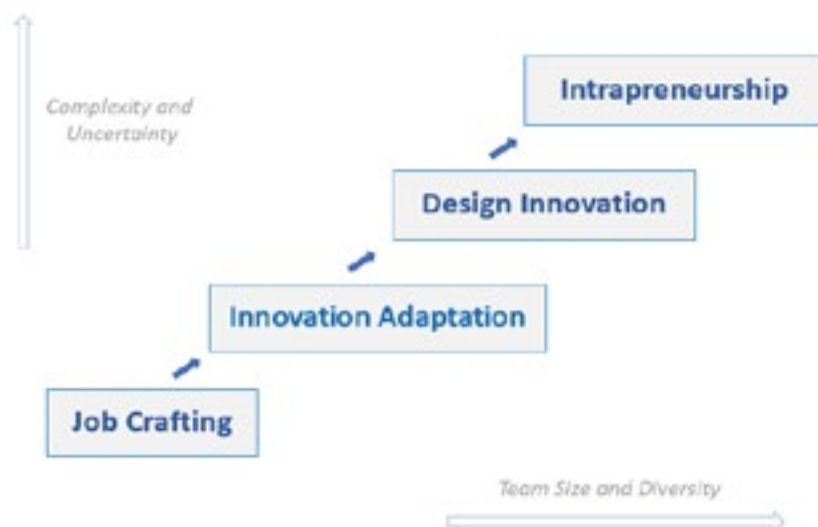 Intrapreneurship
Complexity and
Uncertainty
Design Innovation
Innovation Adaptation
Job Crafting
Team Size and Diversity